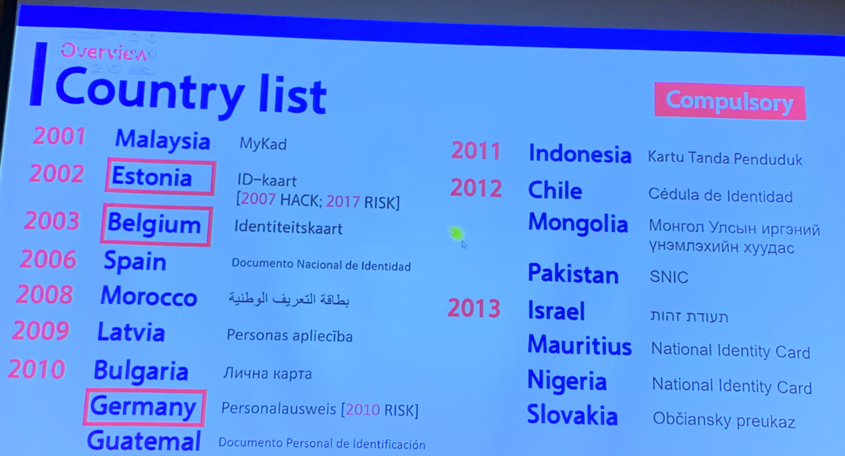 Overview
Country list
Compulsory
2001 Malaysia MyKad
2002 Estonia ID-kaart
[2007 HACK; 2017 RISK]
2003 Belgium Identiteitskaart
2006 Spain Documento Nacional de Identidad
2008 Morocco بطاقة التعريف الوطنية
2009 Latvia Personas apliecība
2010 Bulgaria Лична карта
Germany Personalausweis [2010 RISK]
Guatemal Documento Personal de Identificación
2011 Indonesia Kartu Tanda Penduduk
2012 Chile Cédula de Identidad
Mongolia Монгол Улсын иргэний
үнэмлэхийн хуудас
Pakistan SNIC
2013 Israel תעודת זהות
Mauritius National Identity Card
Nigeria National Identity Card
Slovakia Občiansky preukaz